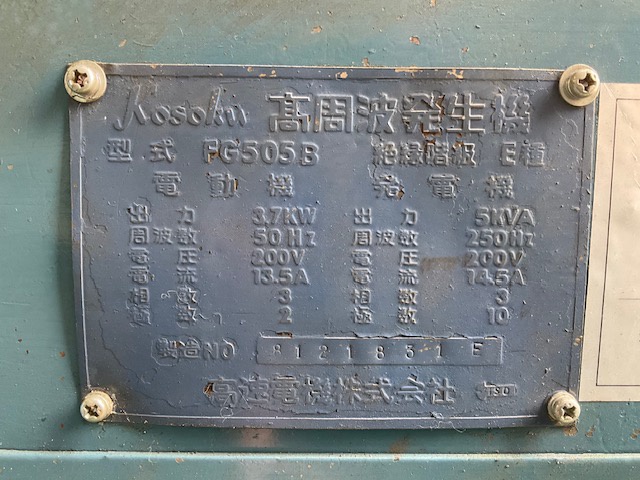 Kosoku 高周波発生機
型式 FG505B 絶縁階級 E種
電動機 発電機
出力 3.7KW 出力 5KVA
周波数 50Hz 周波数 250Hz
電圧 200V 電圧 200V
電流 13.5A 電流 14.5A
相数 3 相数 3
極数 2 極数 10
製造NO 8121831E
高速電機株式会社 TSO